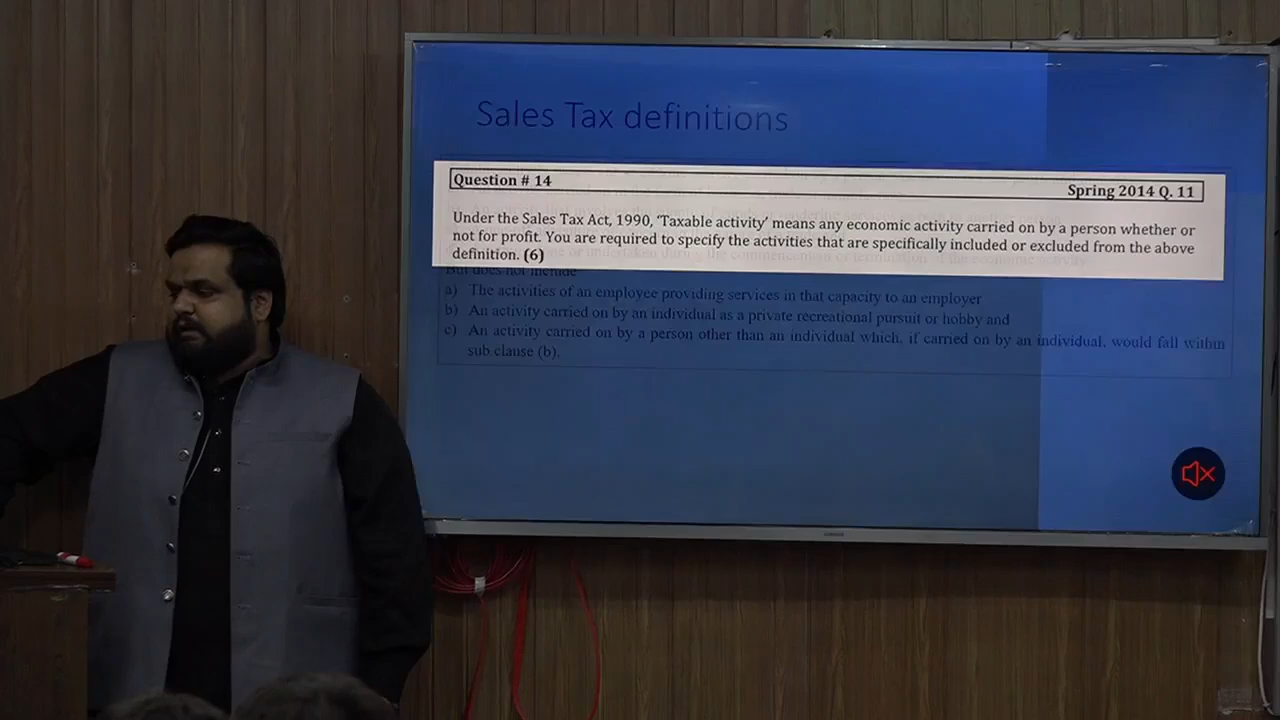 Sales Tax definitions
Question # 14
Spring 2014 Q. 11
Under the Sales Tax Act, 1990, ‘Taxable activity’ means any economic activity carried on by a person whether or
not for profit. You are required to specify the activities that are specifically included or excluded from the above
definition. (6)
But does not include
a) The activities of an employee providing services in that capacity to an employer
b) An activity carried on by an individual as a private recreational pursuit or hobby and
c) An activity carried on by a person other than an individual which, if carried on by an individual, would fall within
sub clause (b).